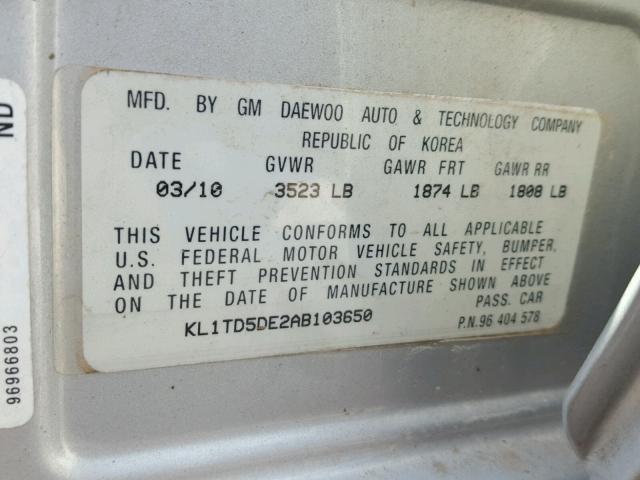 MFD. BY GM DAEWOO AUTO & TECHNOLOGY COMPANY
REPUBLIC OF KOREA
DATE GVWR GAWR FRT GAWR RR
03/10 3523 LB 1874 LB 1808 LB
THIS VEHICLE CONFORMS TO ALL APPLICABLE
U.S. FEDERAL MOTOR VEHICLE SAFETY, BUMPER,
AND THEFT PREVENTION STANDARDS IN EFFECT
ON THE DATE OF MANUFACTURE SHOWN ABOVE
PASS. CAR
KL1TD5DE2AB103650 P.N.96 404 578
ND
96966803